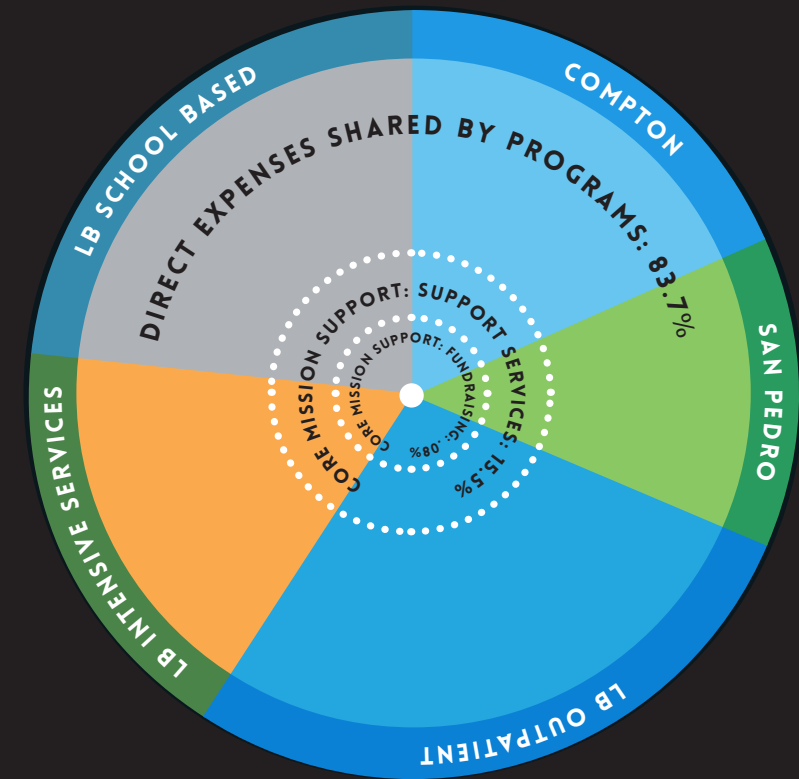 LB SCHOOL BASED
COMPTON
SAN PEDRO
LB OUTPATIENT
LB INTENSIVE SERVICES
DIRECT EXPENSES SHARED BY PROGRAMS: 83.7%
CORE MISSION SUPPORT: SUPPORT SERVICES: 15.5%
CORE MISSION SUPPORT: FUNDRAISING: .08%